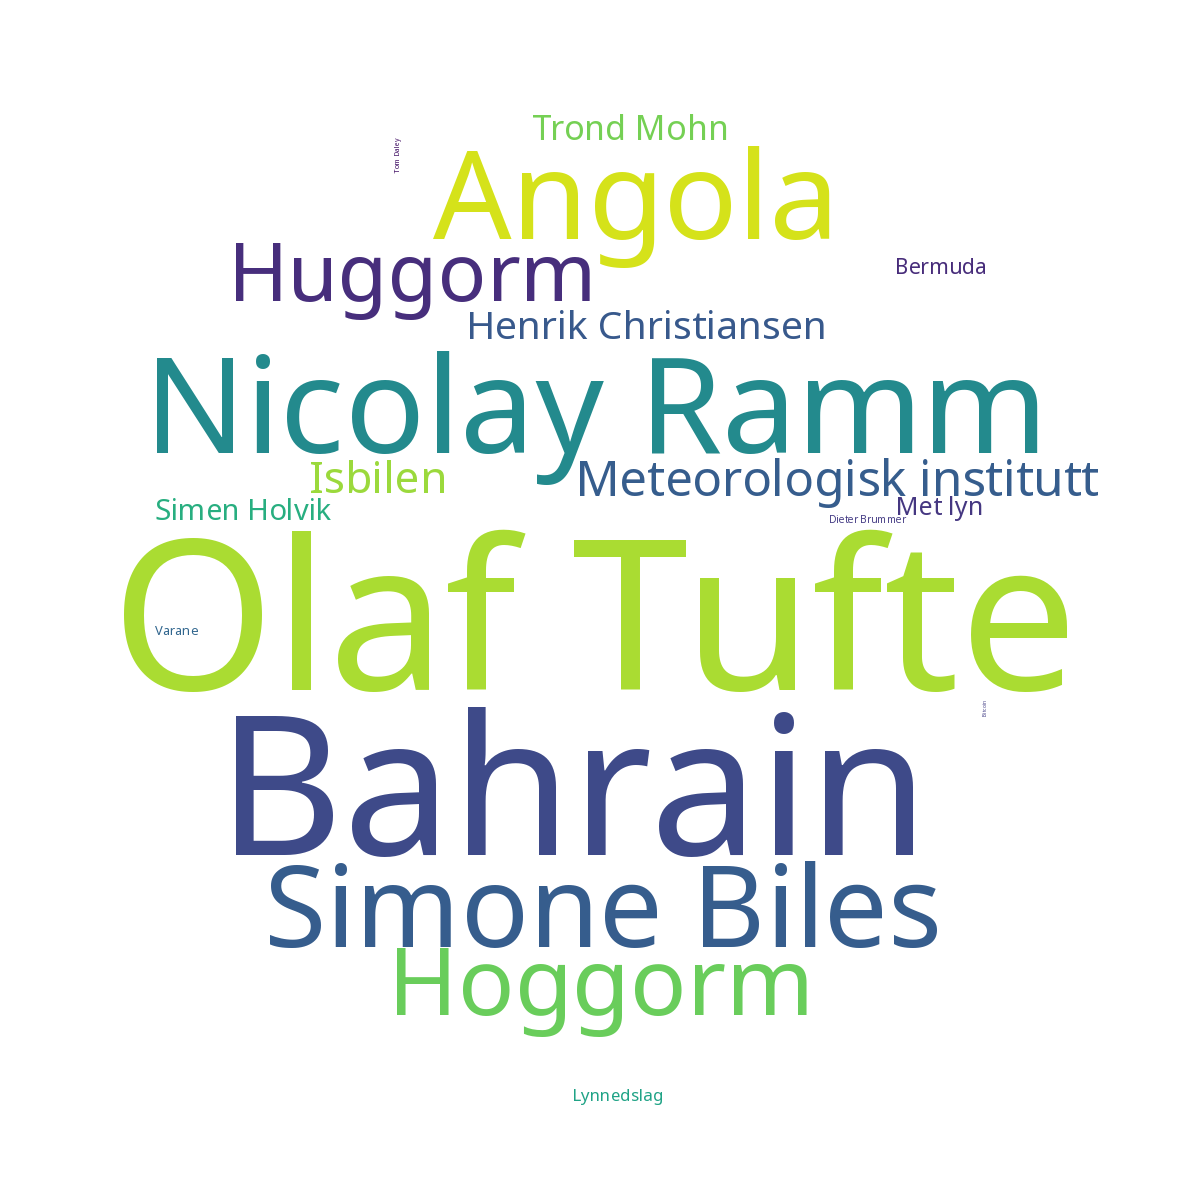 Trond Mohn
Tom Daley
Angola
Huggorm
Bermuda
Henrik Christiansen
Nicolay Ramm
Isbilen
Meteorologisk institutt
Simen Holvik
Met lyn
Dieter Brummer
Olaf Tufte
Varane
Bitcoin
Bahrain
Simone Biles
Hoggorm
Lynnedslag